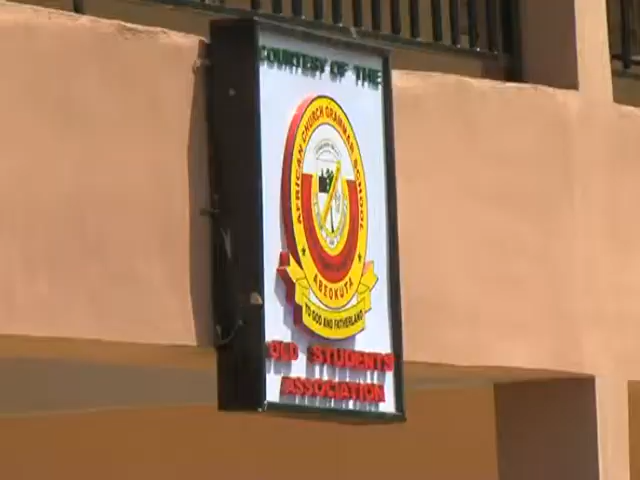 COURTESY OF THE
AFRICAN CHURCH GRAMMAR SCHOOL
ABEOKUTA
TO GOD AND FATHERLAND
OLD STUDENTS
ASSOCIATION